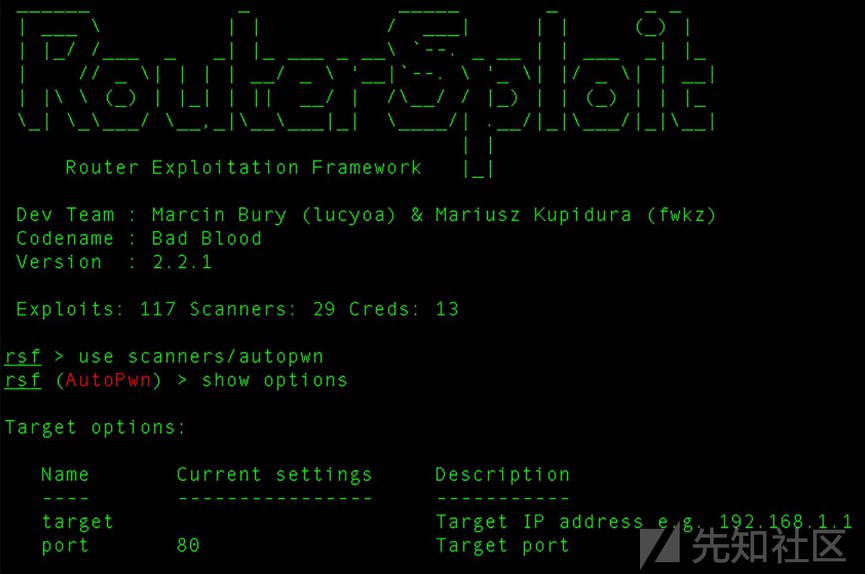 RouterSploit
Router Exploitation Framework
Dev Team : Marcin Bury (lucyoa) & Mariusz Kupidura (fwkz)
Codename : Bad Blood
Version  : 2.2.1
Exploits: 117 Scanners: 29 Creds: 13
rsf > use scanners/autopwn
rsf (AutoPwn) > show options
Target options:
Name       Current settings     Description
----       ----------------     -----------
target                          Target IP address e.g. 192.168.1.1
port       80                   Target port
先知社区